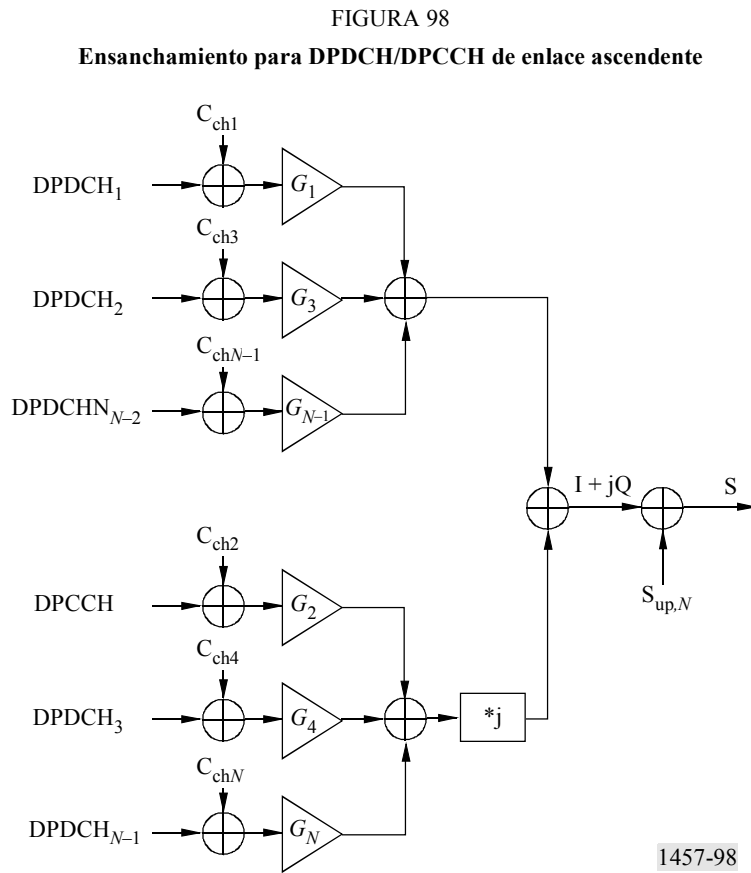 FIGURA 98
Ensanchamiento para DPDCH/DPCCH de enlace ascendente
C_ch1
DPDCH_1
G_1
C_ch3
DPDCH_2
G_3
C_chN–1
DPDCHN_N–2
G_N–1
I + jQ
S
S_up,N
C_ch2
DPCCH
G_2
C_ch4
DPDCH_3
G_4
*j
C_chN
DPDCH_N–1
G_N
1457-98